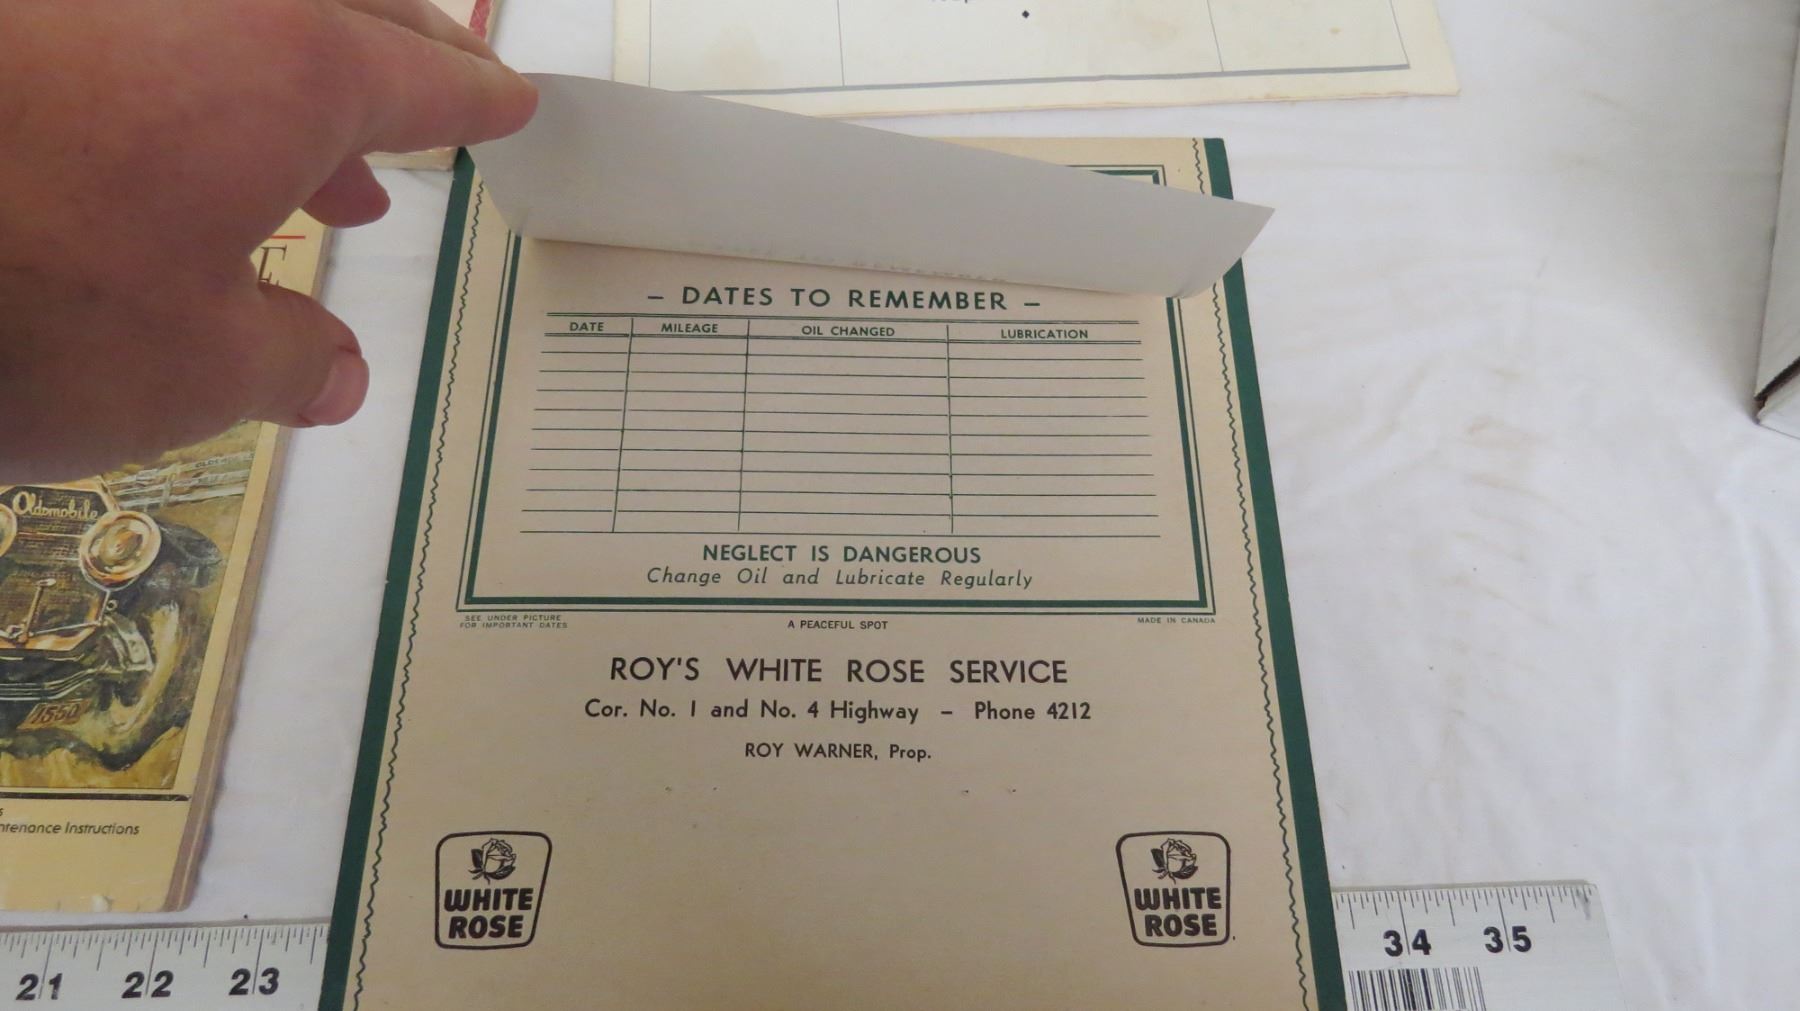 – DATES TO REMEMBER –
DATE MILEAGE OIL CHANGED LUBRICATION
NEGLECT IS DANGEROUS
Change Oil and Lubricate Regularly
SEE UNDER PICTURE
FOR IMPORTANT DATES
A PEACEFUL SPOT
MADE IN CANADA
ROY'S WHITE ROSE SERVICE
Cor. No. 1 and No. 4 Highway – Phone 4212
ROY WARNER, Prop.
WHITE
ROSE
WHITE
ROSE
Oldsmobile
ntenance Instructions
21 22 23
34 35